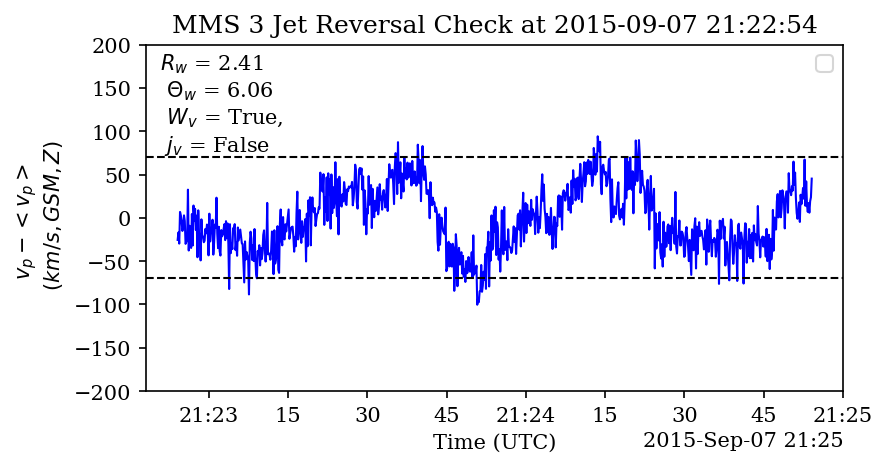 MMS 3 Jet Reversal Check at 2015-09-07 21:22:54
R_w = 2.41
Θ_w = 6.06
W_v = True,
j_v = False
v_p − < v_p >
(km/s, GSM, Z)
200
150
100
50
0
−50
−100
−150
−200
21:23 15 30 45 21:24 15 30 45 21:25
Time (UTC)
2015-Sep-07 21:25